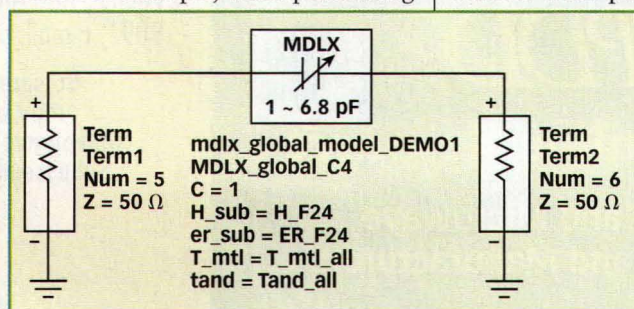 MDLX
1 ~ 6.8 pF
+
Term
Term1
Num = 5
Z = 50 Ω
–
mdlx_global_model_DEMO1
MDLX_global_C4
C = 1
H_sub = H_F24
er_sub = ER_F24
T_mtl = T_mtl_all
tand = Tand_all
+
Term
Term2
Num = 6
Z = 50 Ω
–